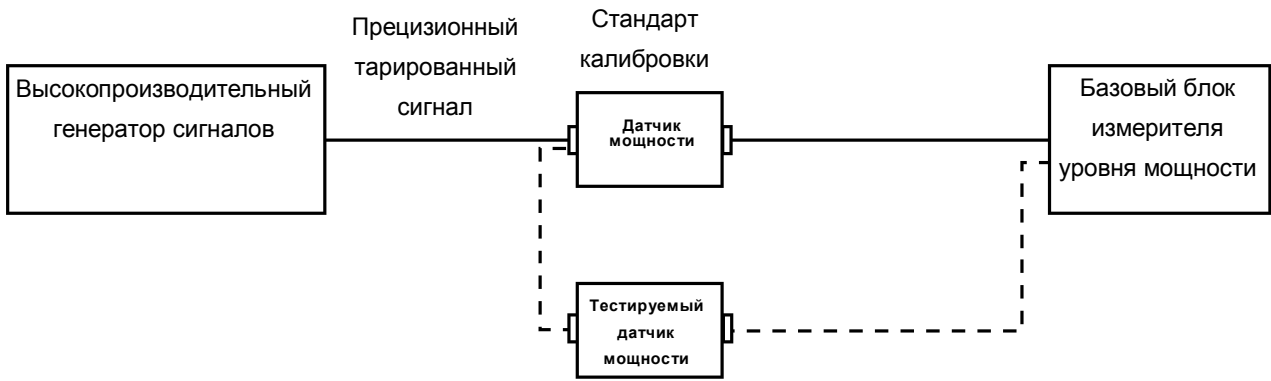 Высокопроизводительный
генератор сигналов
Прецизионный
тарированный
сигнал
Стандарт
калибровки
Датчик
мощности
Базовый блок
измерителя
уровня мощности
Тестируемый
датчик
мощности